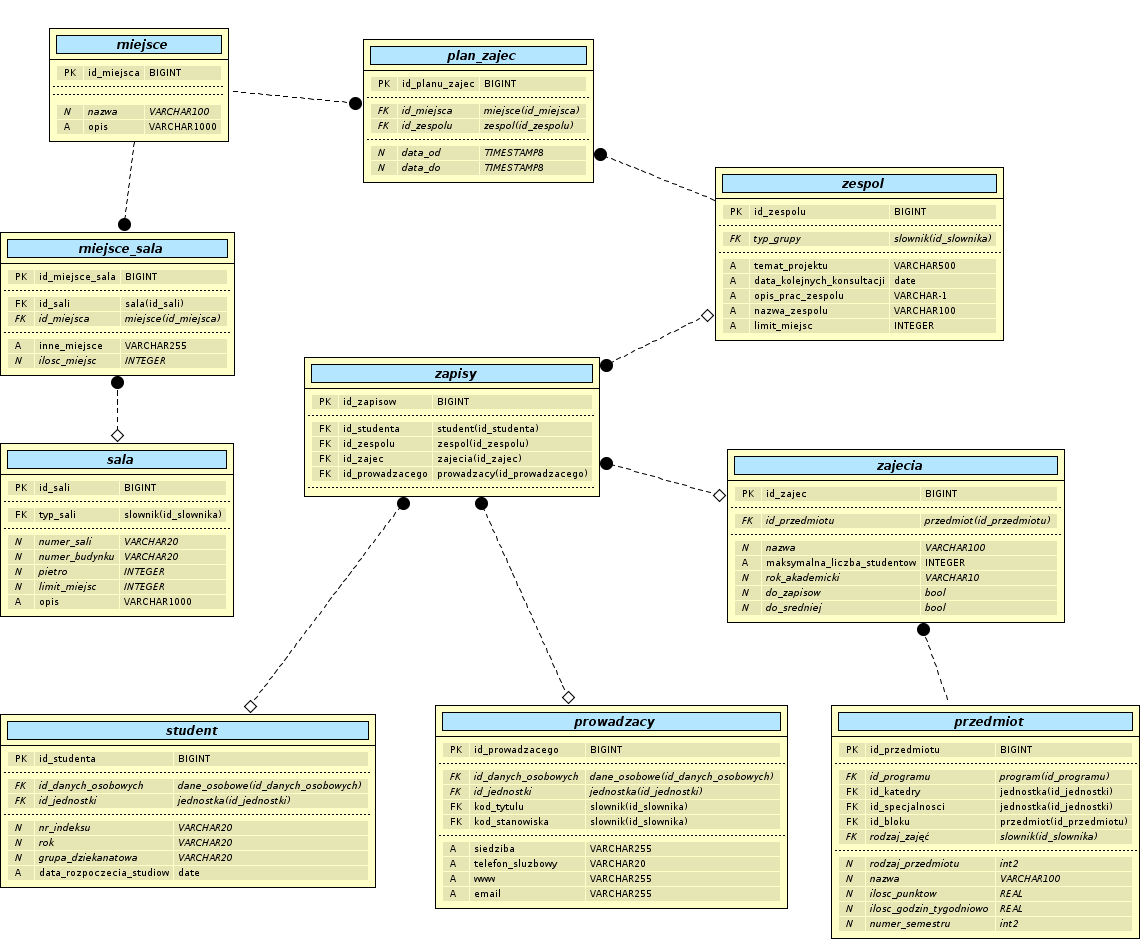 miejsce
PK id_miejsca BIGINT
N nazwa VARCHAR100
A opis VARCHAR1000
plan_zajec
PK id_planu_zajec BIGINT
FK id_miejsca miejsce(id_miejsca)
FK id_zespolu zespol(id_zespolu)
N data_od TIMESTAMP8
N data_do TIMESTAMP8
zespol
PK id_zespolu BIGINT
FK typ_grupy slownik(id_slownika)
A temat_projektu VARCHAR500
A data_kolejnych_konsultacji date
A opis_prac_zespolu VARCHAR-1
A nazwa_zespolu VARCHAR100
A limit_miejsc INTEGER
miejsce_sala
PK id_miejsce_sala BIGINT
FK id_sali sala(id_sali)
FK id_miejsca miejsce(id_miejsca)
A inne_miejsce VARCHAR255
N ilosc_miejsc INTEGER
zapisy
PK id_zapisow BIGINT
FK id_studenta student(id_studenta)
FK id_zespolu zespol(id_zespolu)
FK id_zajec zajecia(id_zajec)
FK id_prowadzacego prowadzacy(id_prowadzacego)
sala
PK id_sali BIGINT
FK typ_sali slownik(id_slownika)
N numer_sali VARCHAR20
N numer_budynku VARCHAR20
N pietro INTEGER
N limit_miejsc INTEGER
A opis VARCHAR1000
zajecia
PK id_zajec BIGINT
FK id_przedmiotu przedmiot(id_przedmiotu)
N nazwa VARCHAR100
A maksymalna_liczba_studentow INTEGER
N rok_akademicki VARCHAR10
N do_zapisow bool
N do_sredniej bool
student
PK id_studenta BIGINT
FK id_danych_osobowych dane_osobowe(id_danych_osobowych)
FK id_jednostki jednostka(id_jednostki)
N nr_indeksu VARCHAR20
N rok VARCHAR20
N grupa_dziekanatowa VARCHAR20
A data_rozpoczecia_studiow date
prowadzacy
PK id_prowadzacego BIGINT
FK id_danych_osobowych dane_osobowe(id_danych_osobowych)
FK id_jednostki jednostka(id_jednostki)
FK kod_tytulu slownik(id_slownika)
FK kod_stanowiska slownik(id_slownika)
A siedziba VARCHAR255
A telefon_sluzbowy VARCHAR20
A www VARCHAR255
A email VARCHAR255
przedmiot
PK id_przedmiotu BIGINT
FK id_programu program(id_programu)
FK id_katedry jednostka(id_jednostki)
FK id_specjalnosci jednostka(id_jednostki)
FK id_bloku przedmiot(id_przedmiotu)
FK rodzaj_zajęć slownik(id_slownika)
N rodzaj_przedmiotu int2
N nazwa VARCHAR100
N ilosc_punktow REAL
N ilosc_godzin_tygodniowo REAL
N numer_semestru int2